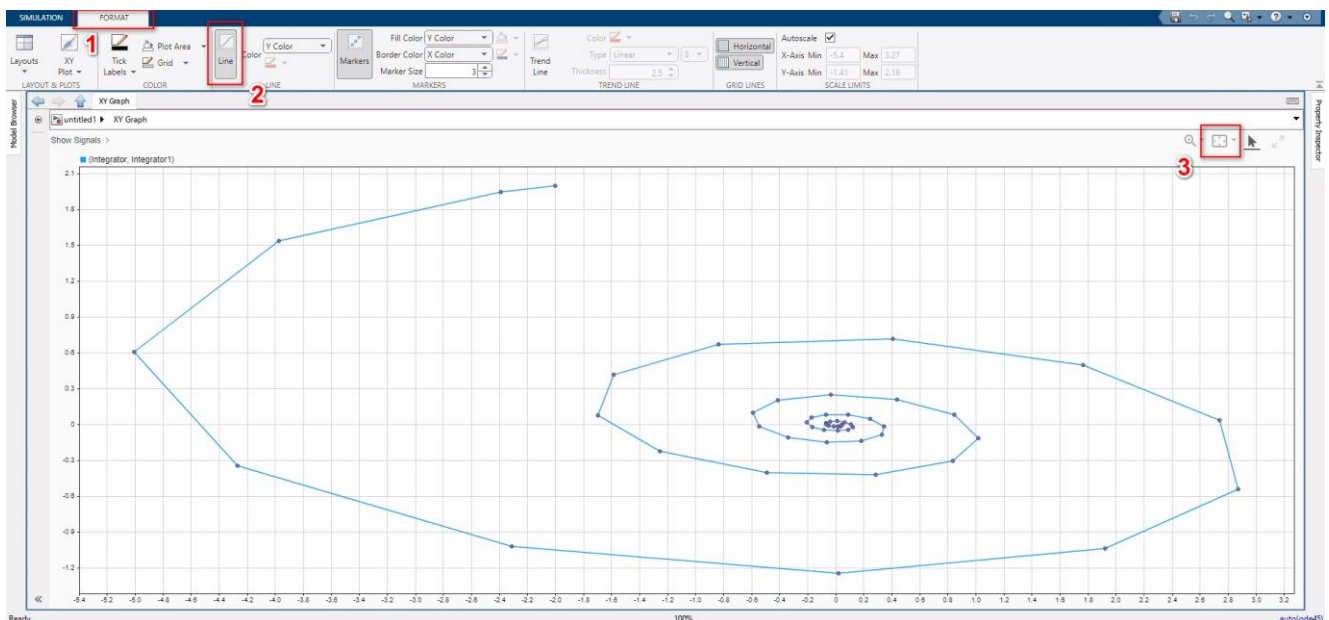 SIMULATION FORMAT
1
Layouts
XY Plot
Tick Labels
Plot Area
Grid
Line
Color Y Color
Markers
Fill Color Y Color
Border Color X Color
Marker Size 3
Trend Line
Color
Type Linear 3
Thickness 2.5
Horizontal
Vertical
Autoscale
X-Axis Min -5.4 Max 3.27
Y-Axis Min -1.41 Max 2.16
LAYOUT & PLOTS COLOR LINE MARKERS TREND LINE GRID LINES SCALE LIMITS
2
Model Browser
XY Graph
Property Inspector
untitled1 XY Graph
Show Signals >
3
(Integrator, Integrator1)
2.1
1.8
1.5
1.2
0.9
0.6
0.3
0
-0.3
-0.6
-0.9
-1.2
-5.4 -5.2 -5.0 -4.8 -4.6 -4.4 -4.2 -4.0 -3.8 -3.6 -3.4 -3.2 -3.0 -2.8 -2.6 -2.4 -2.2 -2.0 -1.8 -1.6 -1.4 -1.2 -1.0 -0.8 -0.6 -0.4 -0.2 0 0.2 0.4 0.6 0.8 1.0 1.2 1.4 1.6 1.8 2.0 2.2 2.4 2.6 2.8 3.0 3.2
Ready 100% auto(ode45)